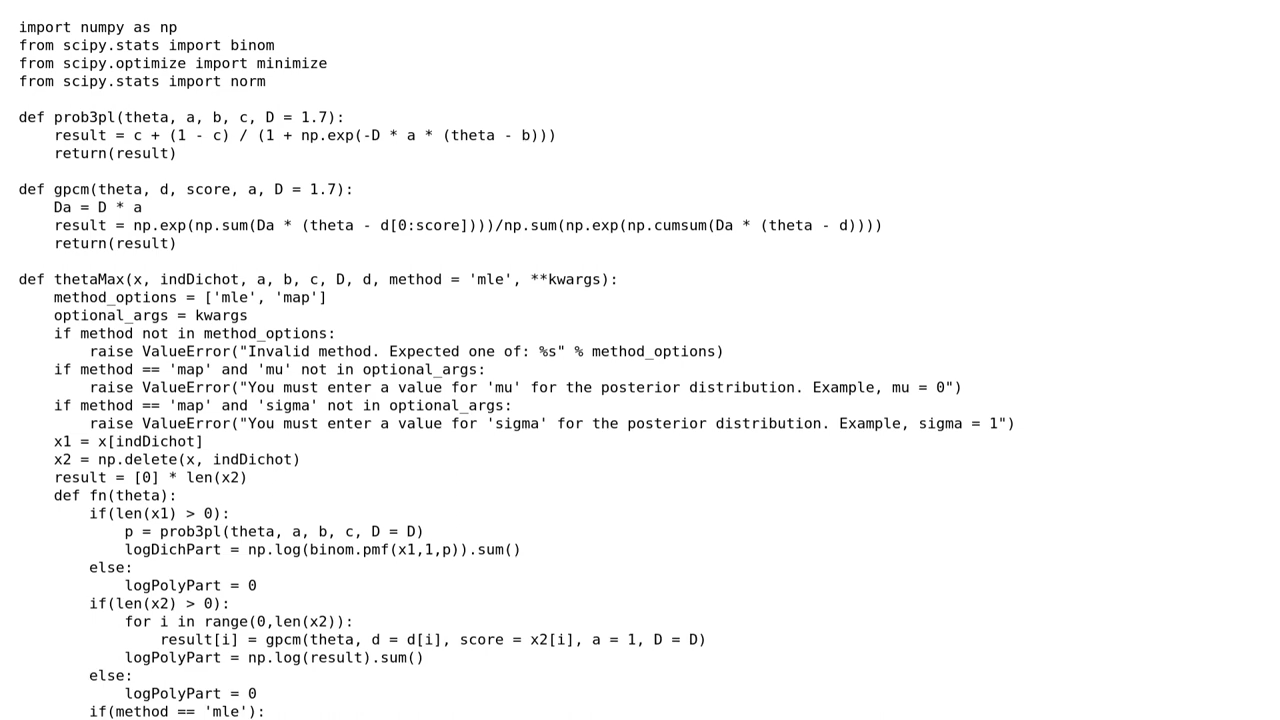 import numpy as np
from scipy.stats import binom
from scipy.optimize import minimize
from scipy.stats import norm

def prob3pl(theta, a, b, c, D = 1.7):
    result = c + (1 - c) / (1 + np.exp(-D * a * (theta - b)))
    return(result)

def gpcm(theta, d, score, a, D = 1.7):
    Da = D * a
    result = np.exp(np.sum(Da * (theta - d[0:score])))/np.sum(np.exp(np.cumsum(Da * (theta - d))))
    return(result)

def thetaMax(x, indDichot, a, b, c, D, d, method = 'mle', **kwargs):
    method_options = ['mle', 'map']
    optional_args = kwargs
    if method not in method_options:
        raise ValueError("Invalid method. Expected one of: %s" % method_options)
    if method == 'map' and 'mu' not in optional_args:
        raise ValueError("You must enter a value for 'mu' for the posterior distribution. Example, mu = 0")
    if method == 'map' and 'sigma' not in optional_args:
        raise ValueError("You must enter a value for 'sigma' for the posterior distribution. Example, sigma = 1")
    x1 = x[indDichot]
    x2 = np.delete(x, indDichot)
    result = [0] * len(x2)
    def fn(theta):
        if(len(x1) > 0):
            p = prob3pl(theta, a, b, c, D = D)
            logDichPart = np.log(binom.pmf(x1,1,p)).sum()
        else:
            logPolyPart = 0
        if(len(x2) > 0):
            for i in range(0,len(x2)):
                result[i] = gpcm(theta, d = d[i], score = x2[i], a = 1, D = D)
            logPolyPart = np.log(result).sum()
        else:
            logPolyPart = 0
        if(method == 'mle'):